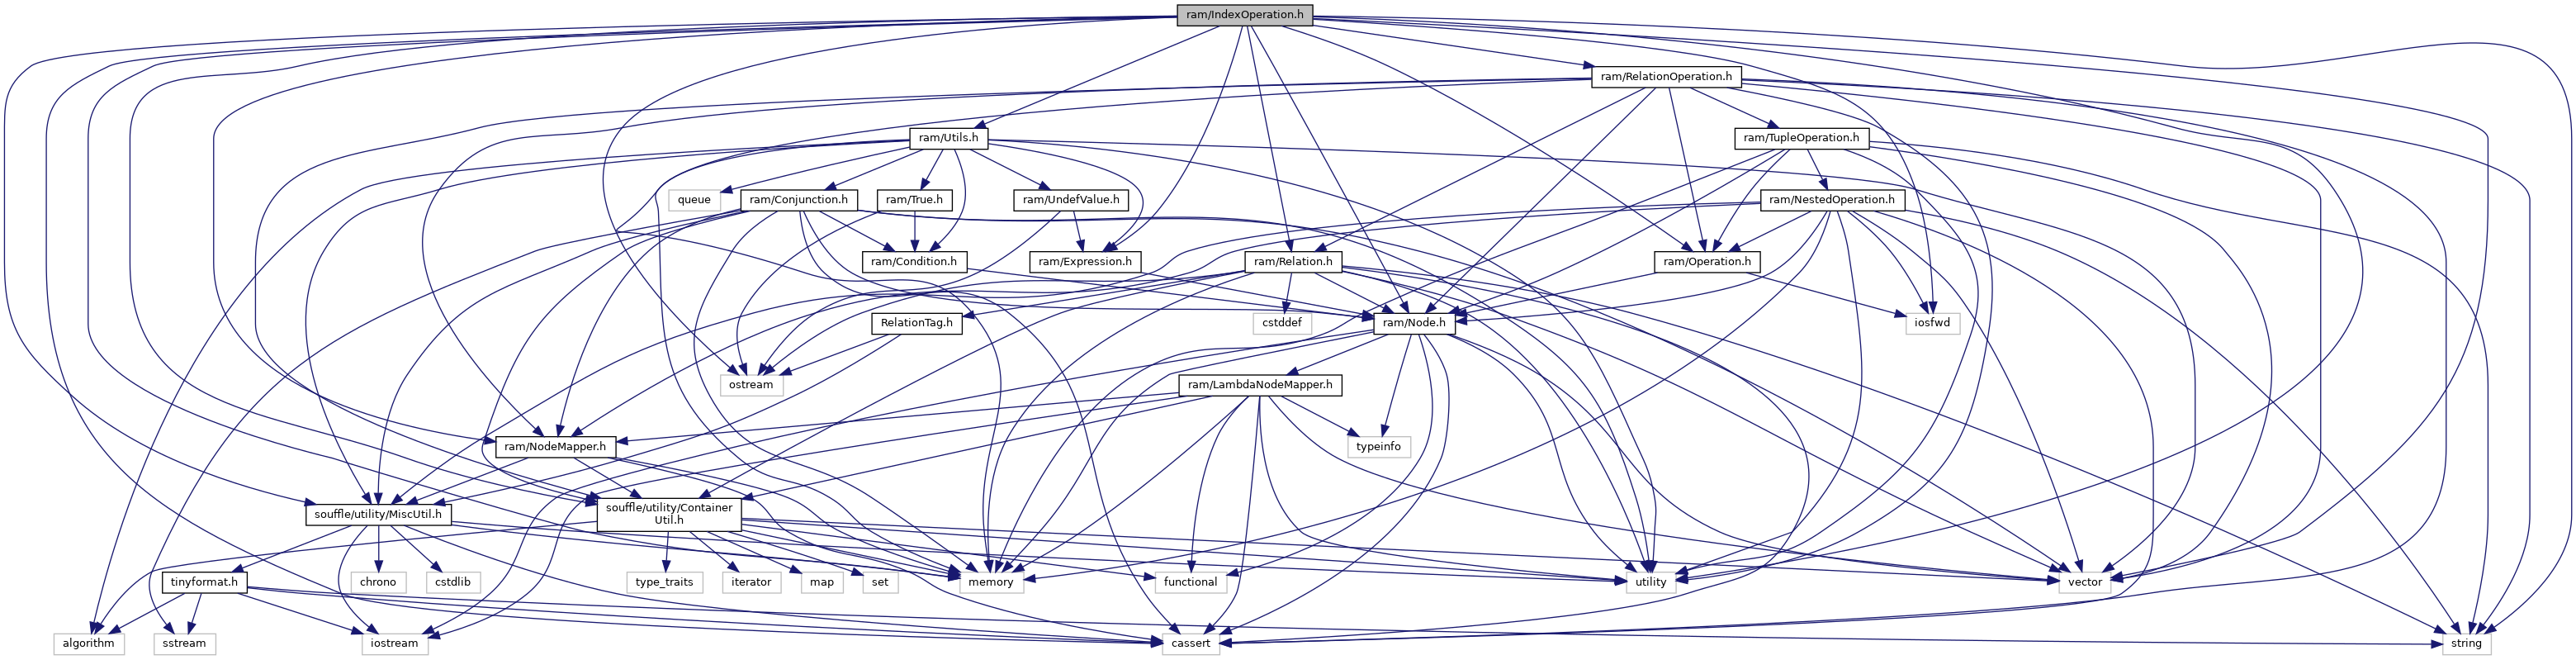 ram/IndexOperation.h
ram/RelationOperation.h
ram/Utils.h
ram/TupleOperation.h
queue
ram/Conjunction.h
ram/True.h
ram/UndefValue.h
ram/NestedOperation.h
ram/Condition.h
ram/Expression.h
ram/Relation.h
ram/Operation.h
RelationTag.h
cstddef
ram/Node.h
iosfwd
ostream
ram/LambdaNodeMapper.h
ram/NodeMapper.h
typeinfo
souffle/utility/MiscUtil.h
souffle/utility/Container
Util.h
tinyformat.h
chrono
cstdlib
type_traits
iterator
map
set
memory
functional
utility
vector
algorithm
sstream
iostream
cassert
string